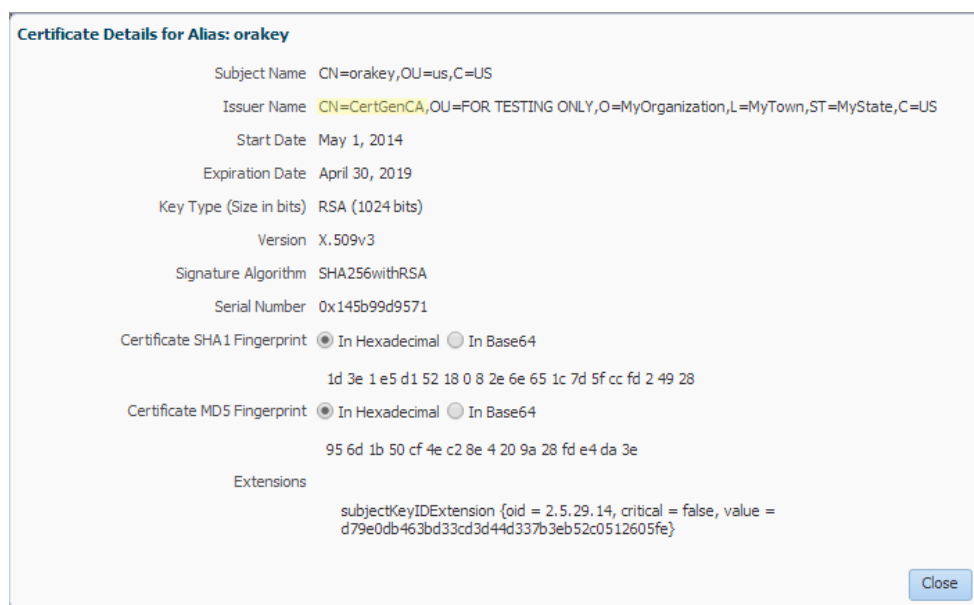 Certificate Details for Alias: orakey
Subject Name CN=orakey,OU=us,C=US
Issuer Name CN=CertGenCA,OU=FOR TESTING ONLY,O=MyOrganization,L=MyTown,ST=MyState,C=US
Start Date May 1, 2014
Expiration Date April 30, 2019
Key Type (Size in bits) RSA (1024 bits)
Version X.509v3
Signature Algorithm SHA256withRSA
Serial Number 0x145b99d9571
Certificate SHA1 Fingerprint In Hexadecimal In Base64
1d 3e 1 e5 d1 52 18 0 8 2e 6e 65 1c 7d 5f cc fd 2 49 28
Certificate MD5 Fingerprint In Hexadecimal In Base64
95 6d 1b 50 cf 4e c2 8e 4 20 9a 28 fd e4 da 3e
Extensions
subjectKeyIDExtension {oid = 2.5.29.14, critical = false, value =
d79e0db463bd33cd3d44d337b3eb52c0512605fe}
Close